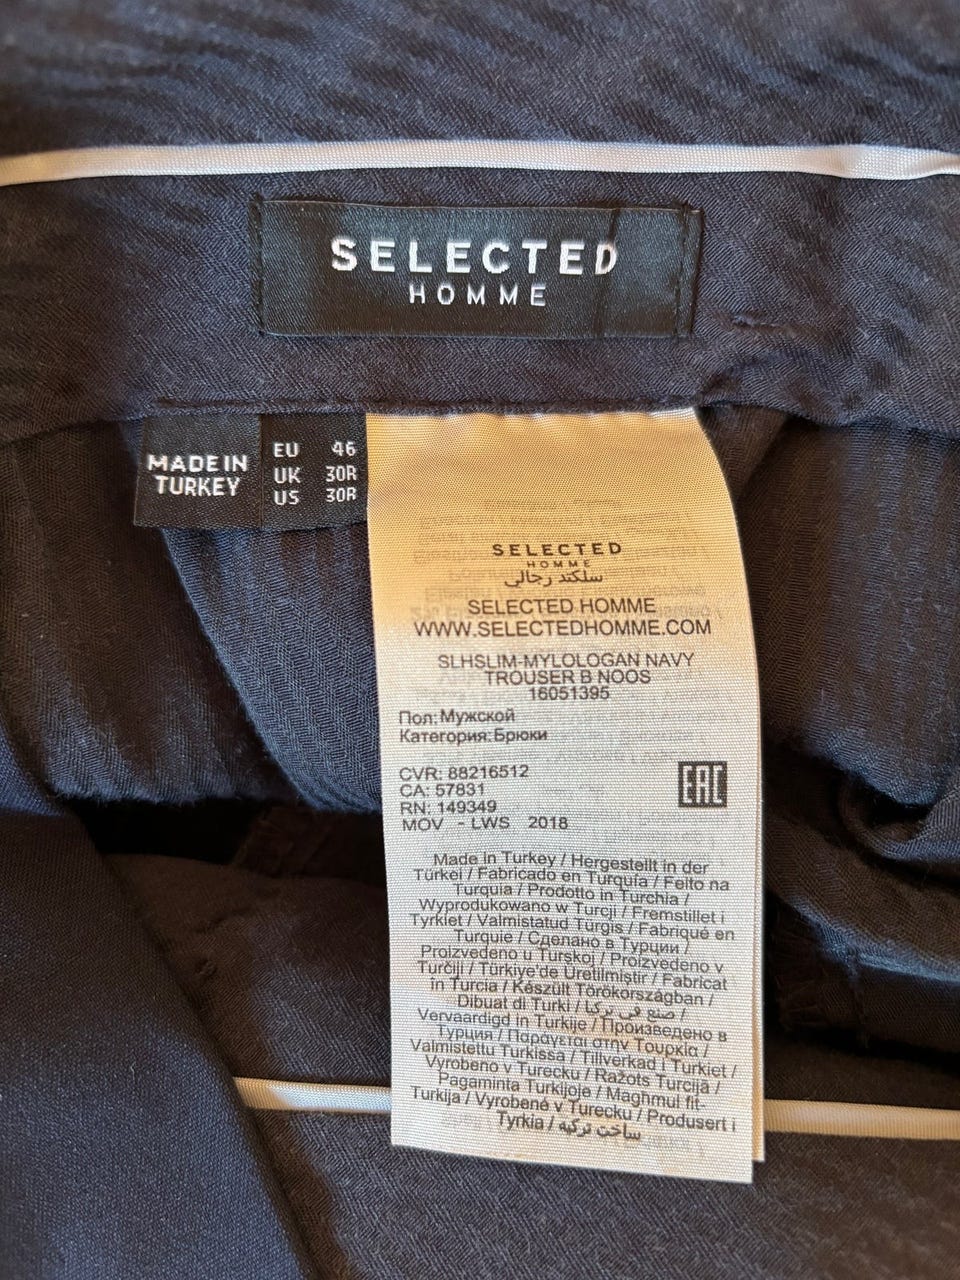 SELECTED
HOMME
MADE IN
TURKEY
EU 46
UK 30R
US 30R
SELECTED
HOMME
سلكتد رجالي
SELECTED HOMME
WWW.SELECTEDHOMME.COM
SLHSLIM-MYLOLOGAN NAVY
TROUSER B NOOS
16051395
Пол: Мужской
Категория: Брюки
CVR: 88216512
CA: 57831
RN: 149349
MOV - LWS 2018
EAC
Made in Turkey / Hergestellt in der
Türkei / Fabricado en Turquía / Feito na
Turquia / Prodotto in Turchia /
Wyprodukowano w Turcji / Fremstillet i
Tyrkiet / Valmistatud Türgis / Fabriqué en
Turquie / Сделано в Турции /
Proizvedeno u Turskoj / Proizvedeno v
Turčiji / Türkiye'de Üretilmiştir / Fabricat
în Turcia / Készült Törökországban /
Dibuat di Turki / صنع في تركيا /
Vervaardigd in Turkije / Произведено в
Турция / Παράγεται στην Τουρκία /
Valmistettu Turkissa / Tillverkad i Turkiet /
Vyrobeno v Turecku / Ražots Turcijā /
Pagaminta Turkijoje / Maghmul fit-
Turkija / Vyrobené v Turecku / Produsert i
Tyrkia / ساخت ترکیه